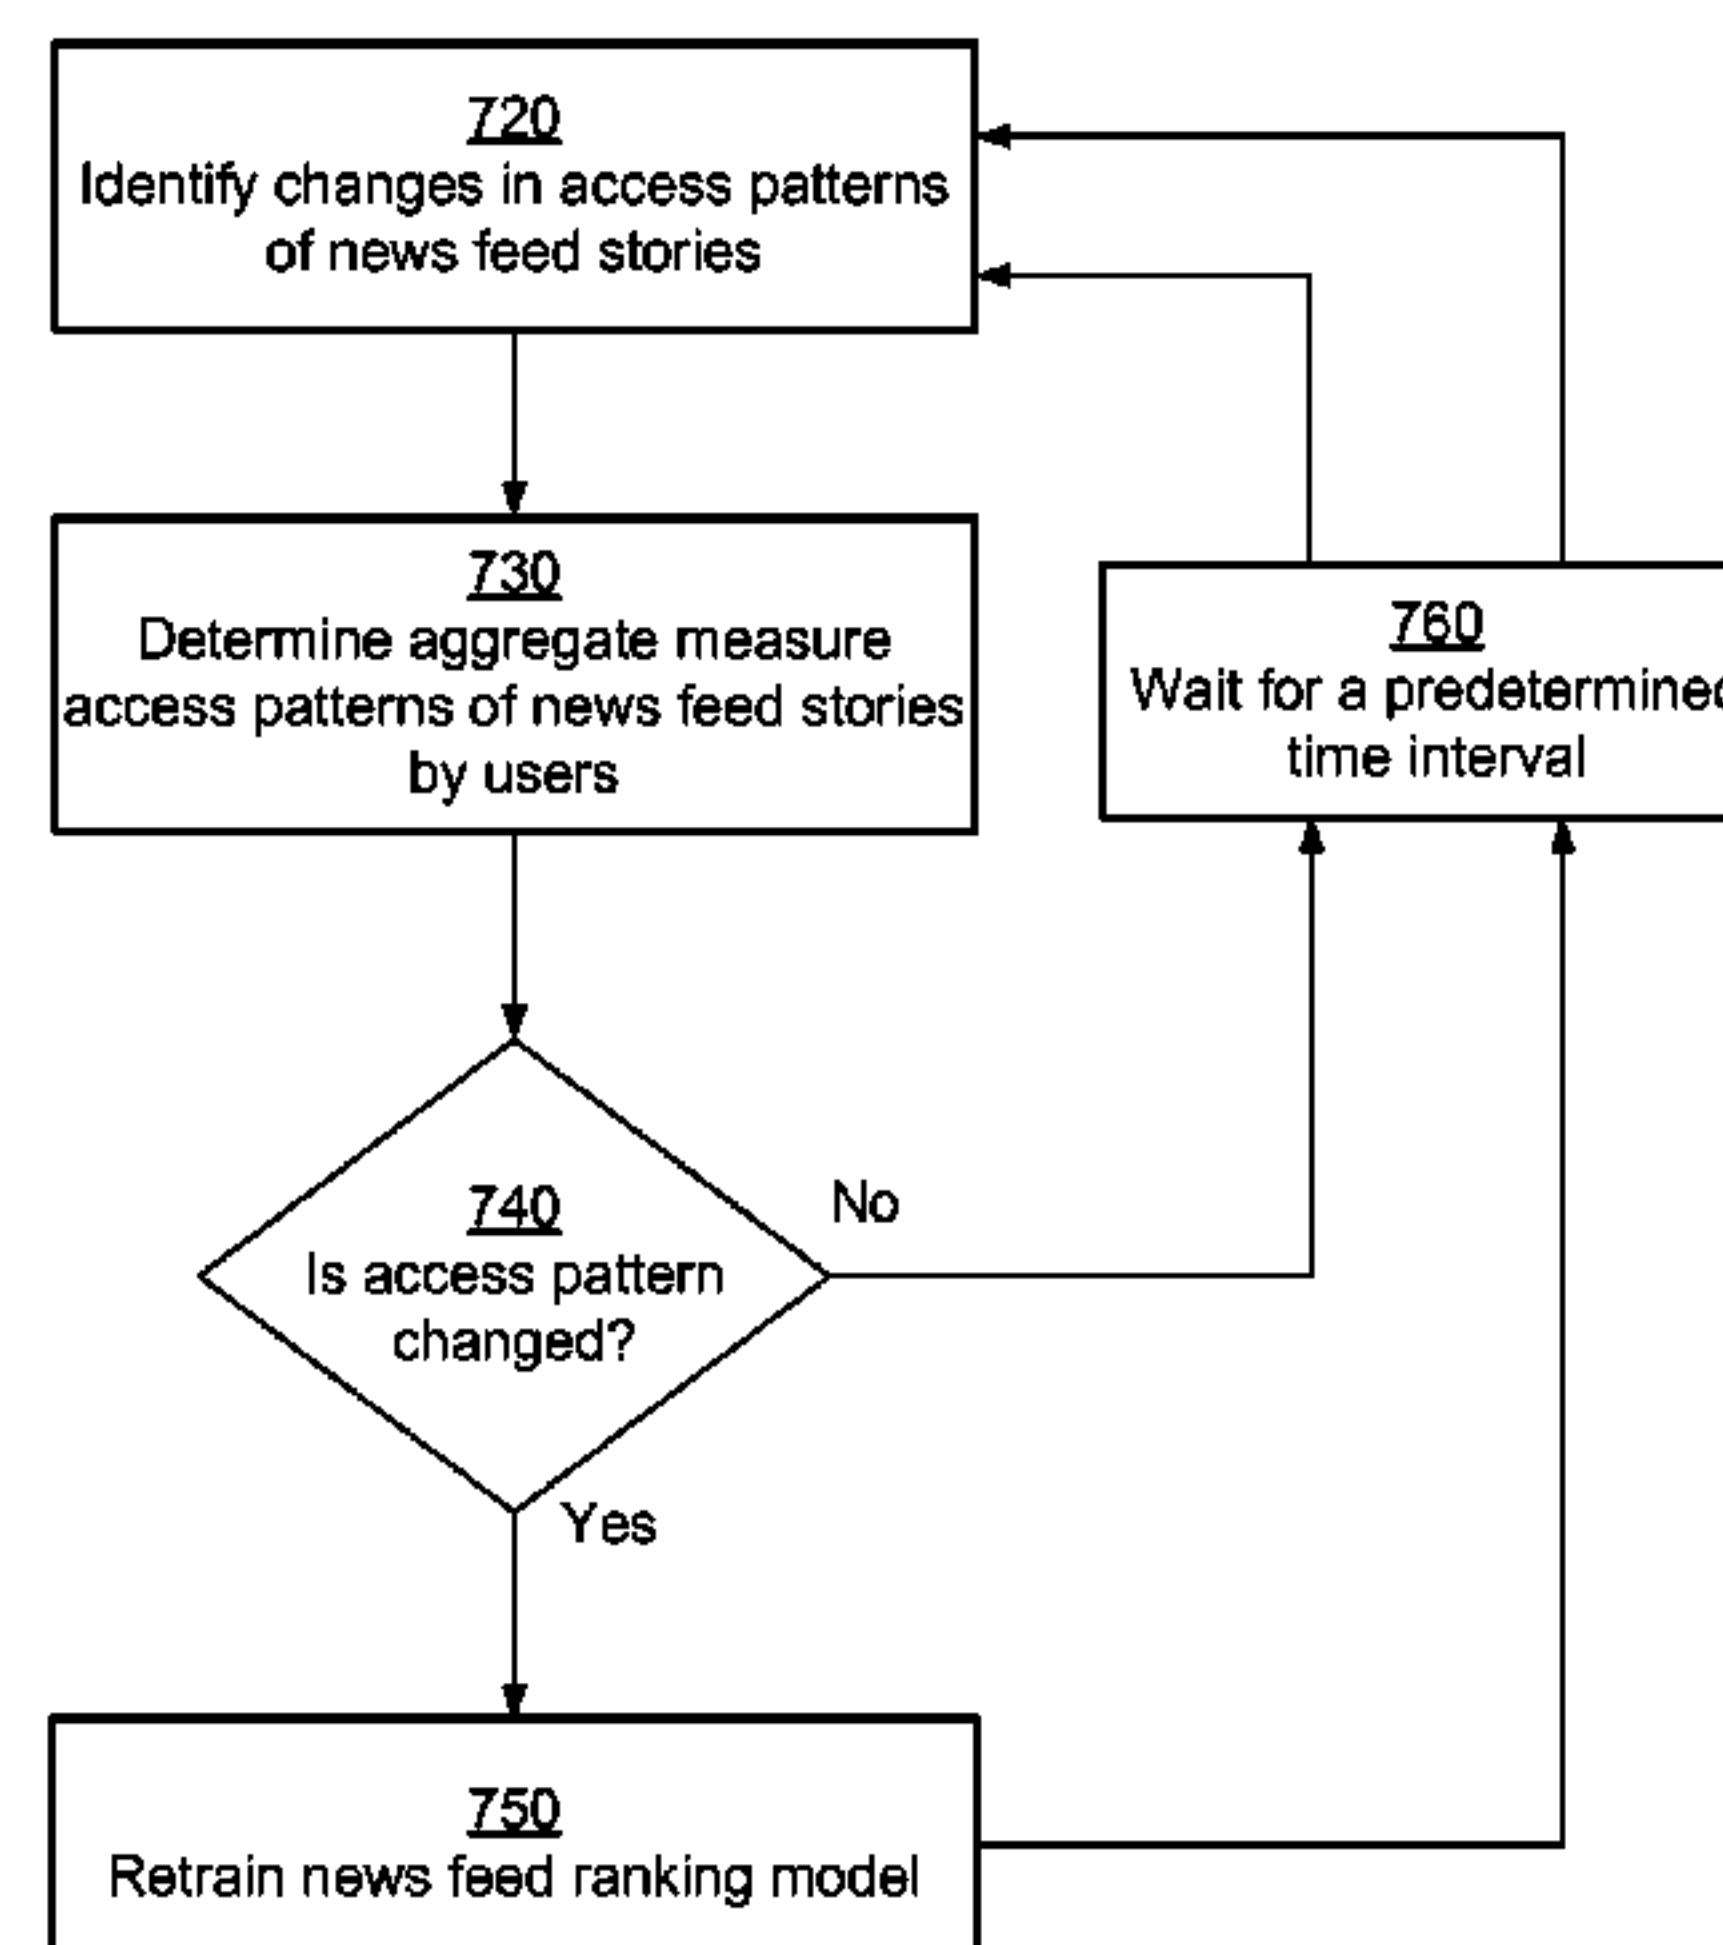 720
Identify changes in access patterns
of news feed stories
730
Determine aggregate measure
access patterns of news feed stories
by users
760
Wait for a predetermined
time interval
740
Is access pattern
changed?
No
Yes
750
Retrain news feed ranking model